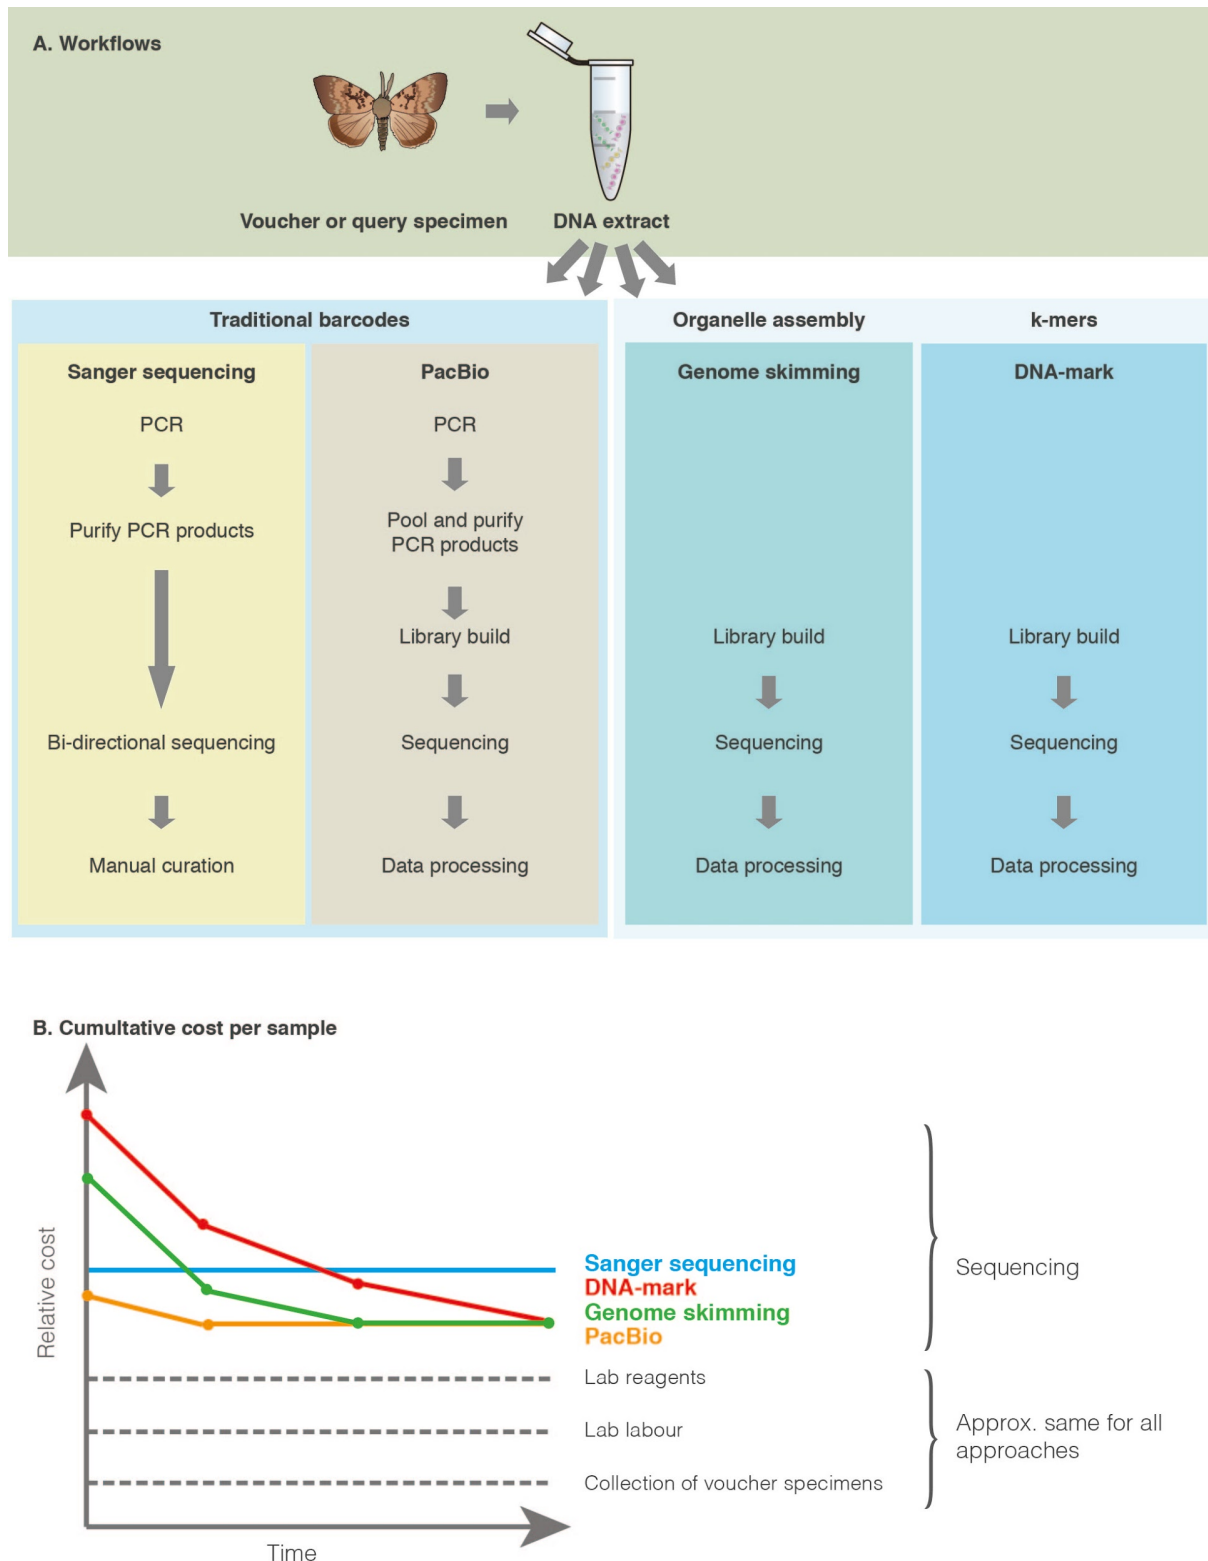 A. Workflows
Voucher or query specimen
DNA extract
Traditional barcodes
Organelle assembly
k-mers
Sanger sequencing
PCR
Purify PCR products
Bi-directional sequencing
Manual curation
PacBio
PCR
Pool and purify
PCR products
Library build
Sequencing
Data processing
Genome skimming
Library build
Sequencing
Data processing
DNA-mark
Library build
Sequencing
Data processing
B. Cumultative cost per sample
Relative cost
Sanger sequencing
DNA-mark
Genome skimming
PacBio
Sequencing
Lab reagents
Lab labour
Collection of voucher specimens
Approx. same for all
approaches
Time